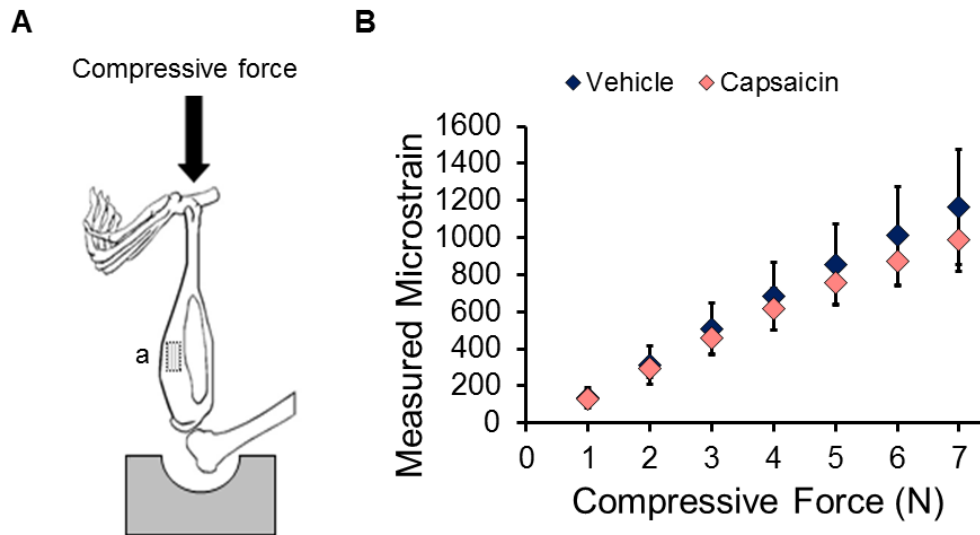 A
Compressive force
a
B
Vehicle Capsaicin
Measured Microstrain
1600
1400
1200
1000
800
600
400
200
0
0 1 2 3 4 5 6 7
Compressive Force (N)